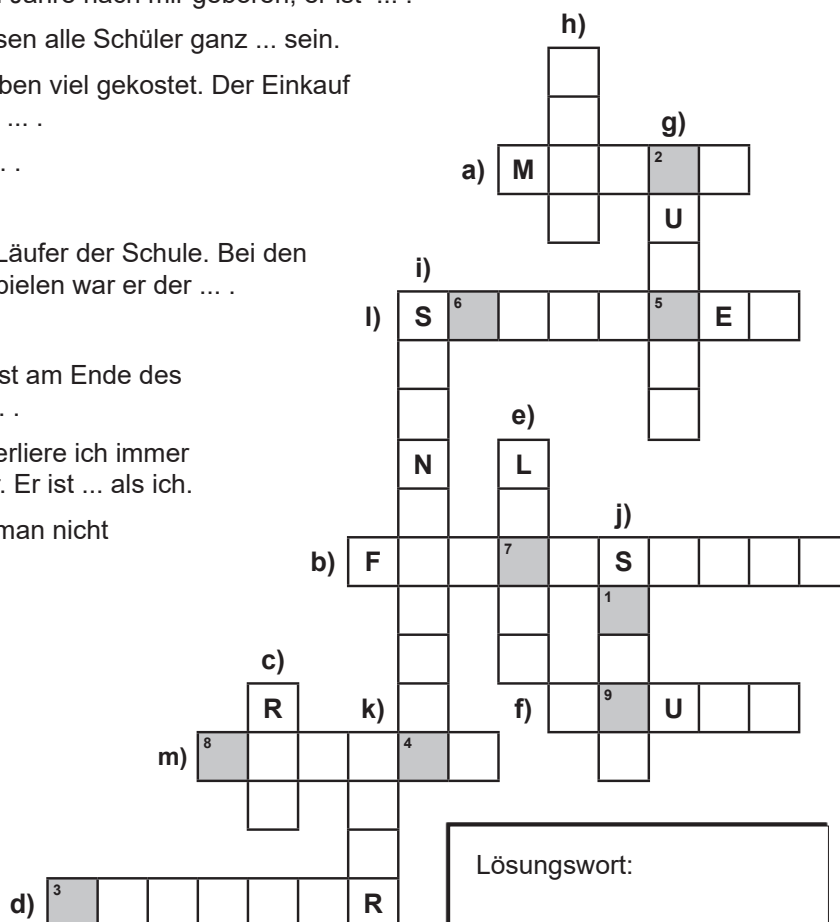 Jahre nach mir geboren, er ist ... .
sen alle Schüler ganz ... sein.
ben viel gekostet. Der Einkauf
... .
. .
Läufer der Schule. Bei den
pielen war er der ... .
st am Ende des
. .
erliere ich immer
. Er ist ... als ich.
man nicht
h)
g)
a) M 2
U
i)
l) S 6 5 E
e)
N L
j)
b) F 7 S
1
c)
R k) f) 9 U
m) 8 4
Lösungswort:
d) 3 R